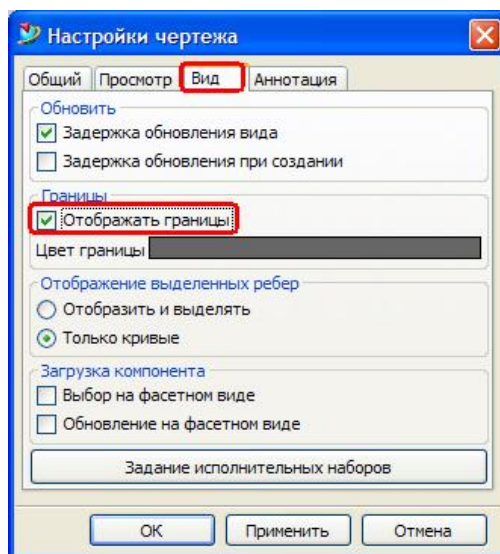 Настройки чертежа
Общий Просмотр Вид Аннотация
Обновить
Задержка обновления вида
Задержка обновления при создании
Границы
Отображать границы
Цвет границы
Отображение выделенных ребер
Отобразить и выделять
Только кривые
Загрузка компонента
Выбор на фасетном виде
Обновление на фасетном виде
Задание исполнительных наборов
ОК Применить Отмена